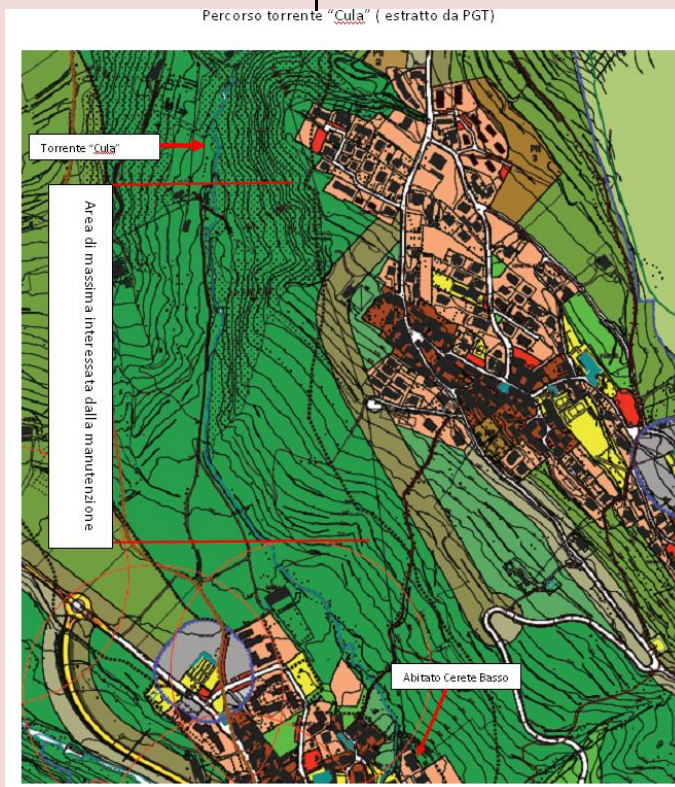 Percorso torrente “Cula” ( estratto da PGT)
Torrente “Cula”
Area di massima interessata dalla manutenzione
Abitato Cerete Basso